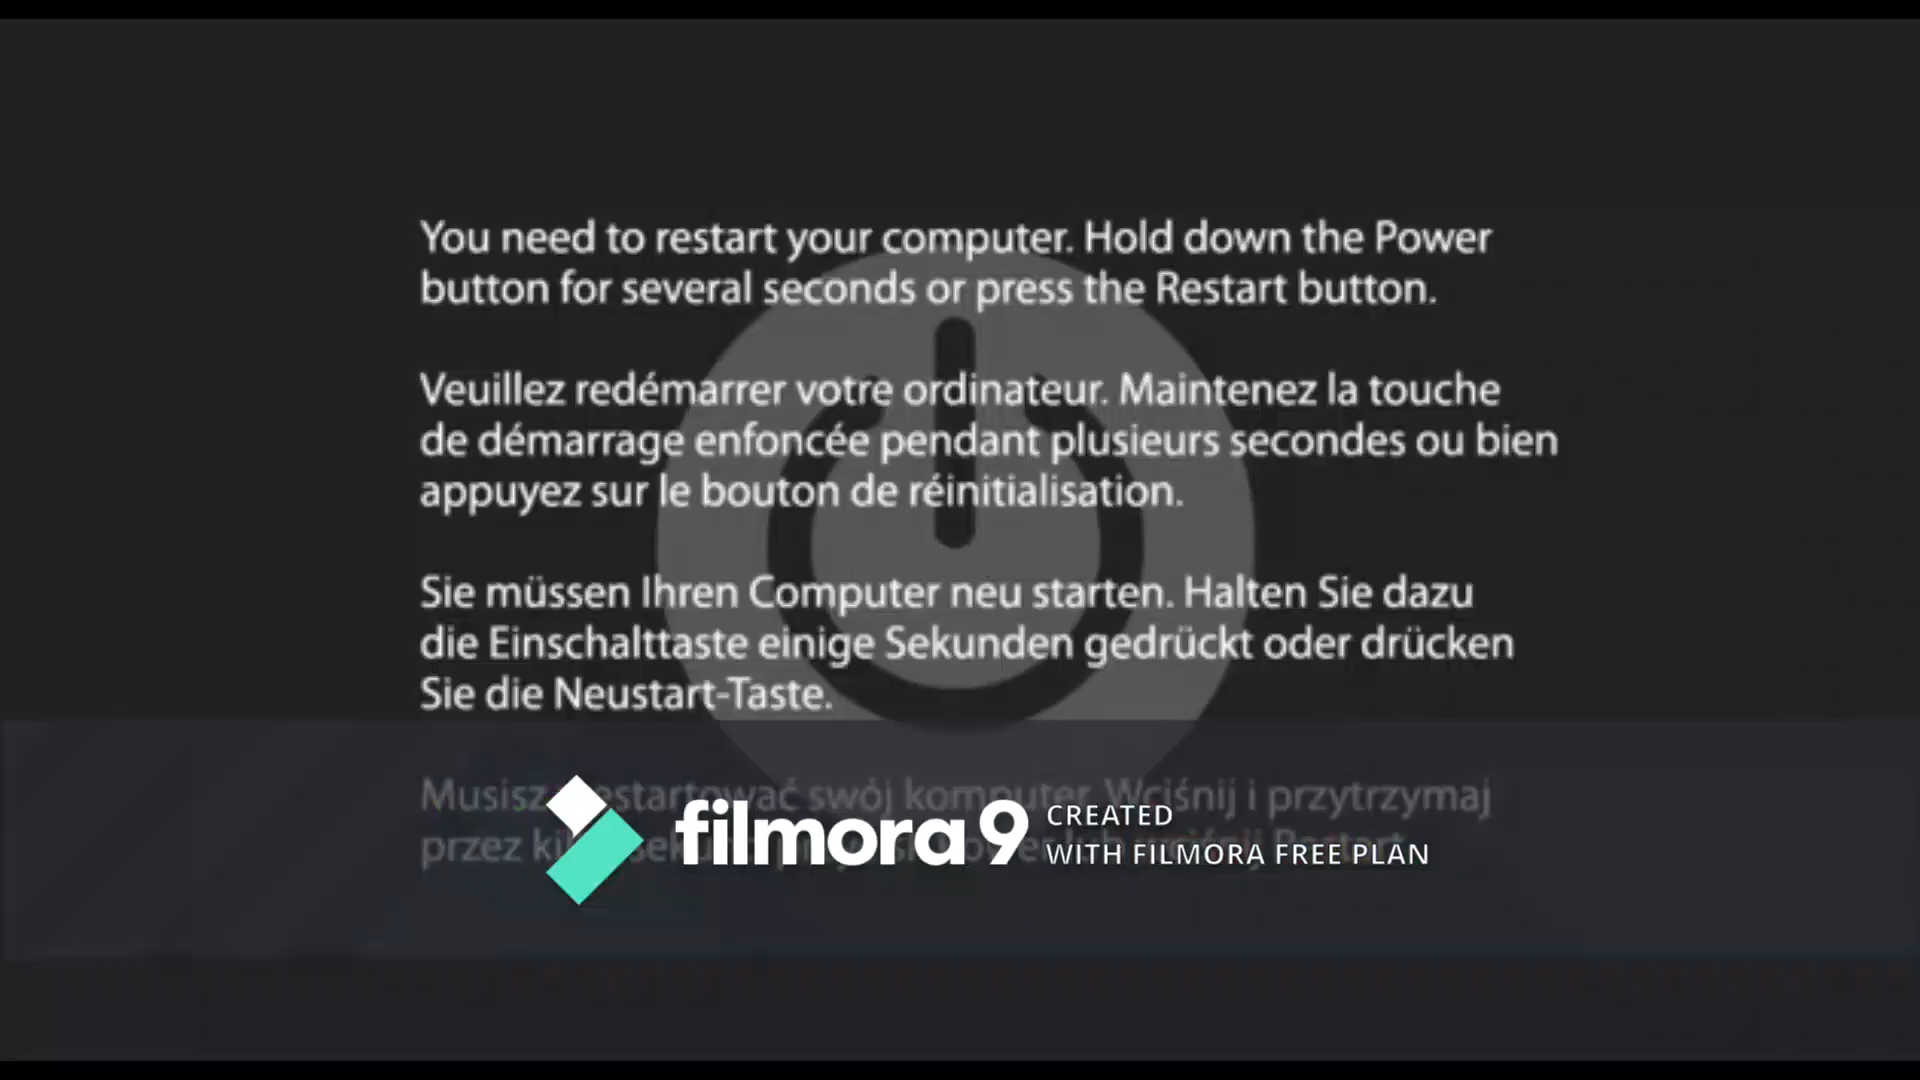 You need to restart your computer. Hold down the Power
button for several seconds or press the Restart button.
Veuillez redémarrer votre ordinateur. Maintenez la touche
de démarrage enfoncée pendant plusieurs secondes ou bien
appuyez sur le bouton de réinitialisation.
Sie müssen Ihren Computer neu starten. Halten Sie dazu
die Einschalttaste einige Sekunden gedrückt oder drücken
Sie die Neustart-Taste.
swój komputer. Wciśnij i przytrzymaj
przez
filmora9
CREATED
WITH FILMORA FREE PLAN